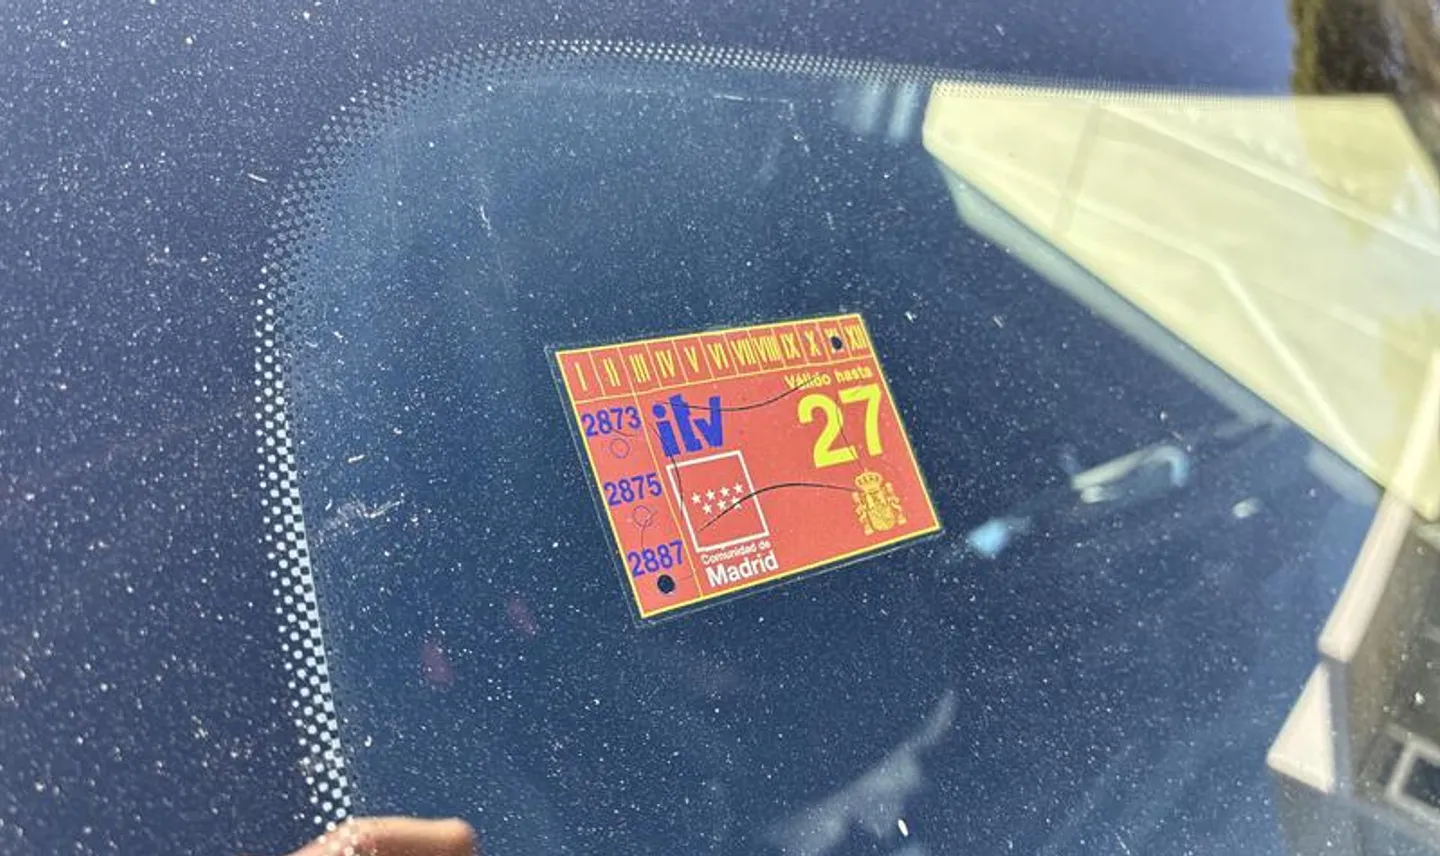 I II III IV V VI VII VIII IX X XI XII
Válido hasta
2873 itv 27
2875
2887
Comunidad de
Madrid